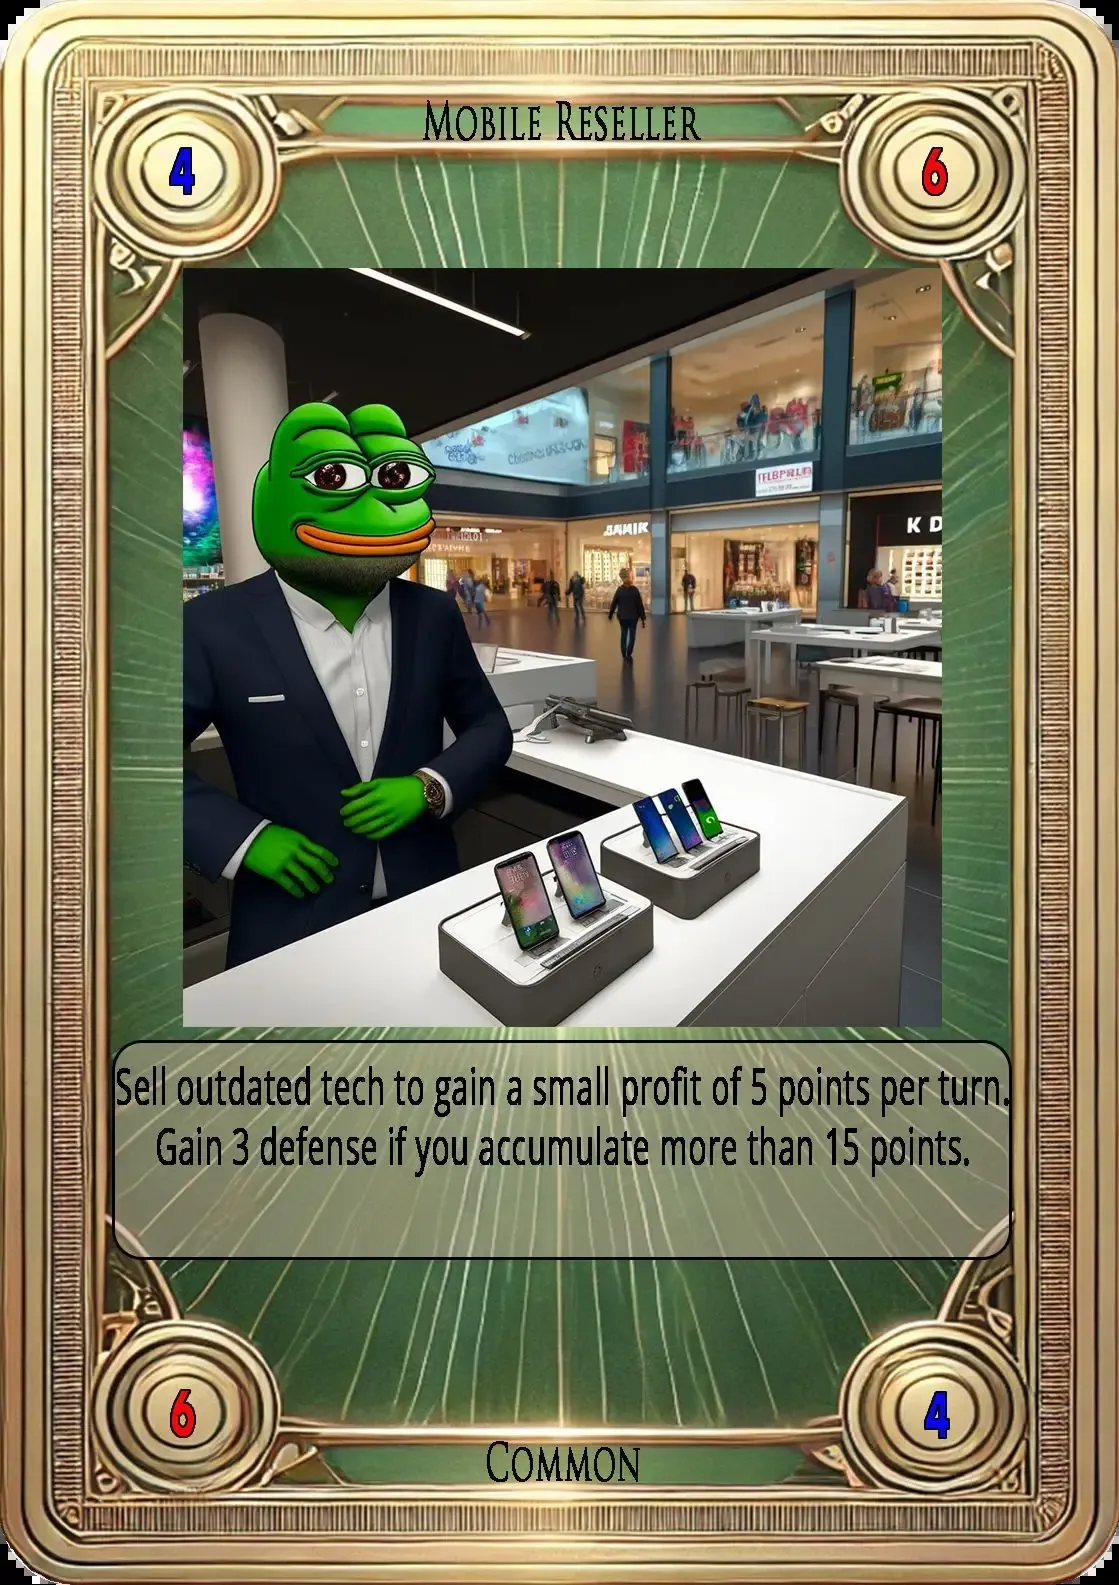 Mobile Reseller
4
6
K D
Sell outdated tech to gain a small profit of 5 points per turn.
Gain 3 defense if you accumulate more than 15 points.
6
4
Common